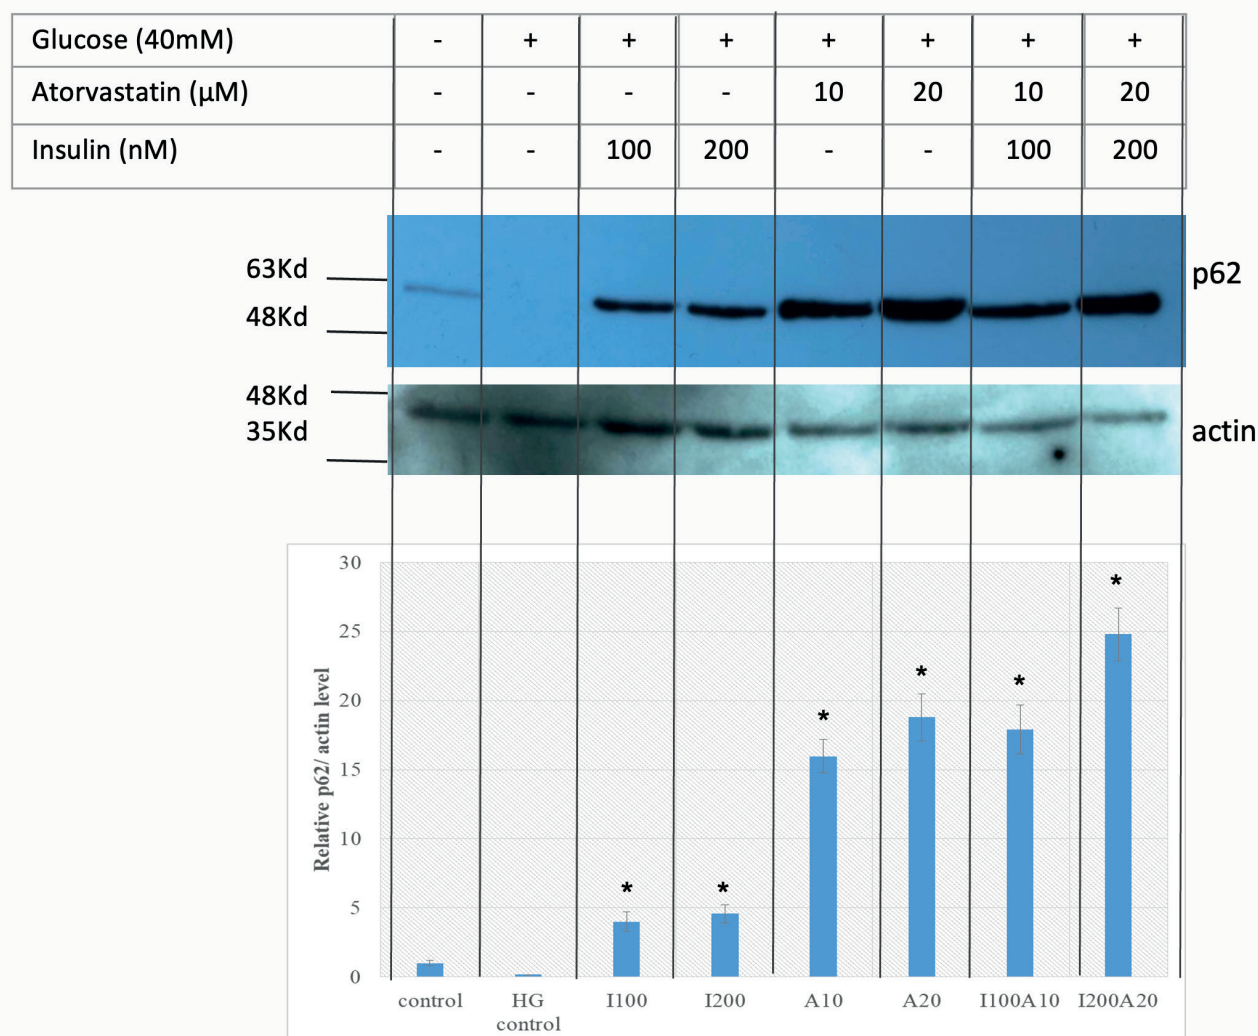 Glucose (40mM) - + + + + + + +
Atorvastatin (μM) - - - - 10 20 10 20
Insulin (nM) - - 100 200 - - 100 200
63Kd
p62
48Kd
48Kd
35Kd
actin
30
25
20
15
10
5
0
Relative p62/ actin level
* * * * * *
control HG control I100 I200 A10 A20 I100A10 I200A20